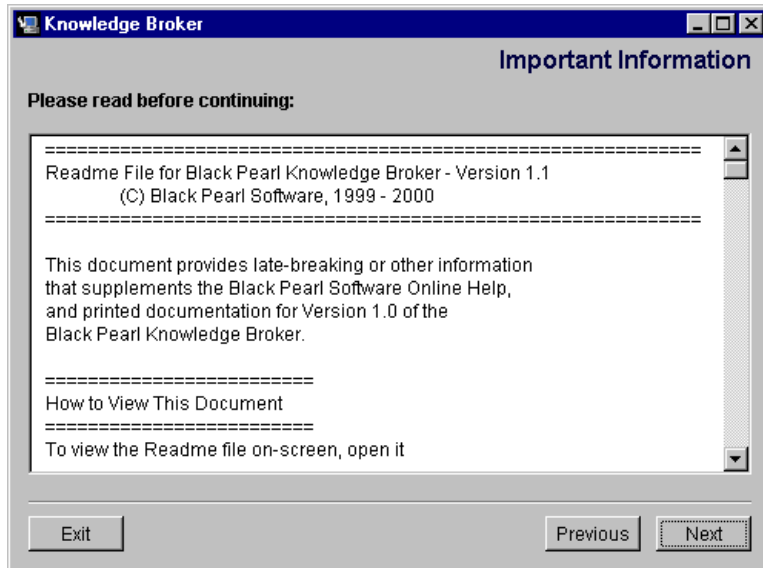 Knowledge Broker
Important Information
Please read before continuing:
==============================================================
Readme File for Black Pearl Knowledge Broker - Version 1.1
(C) Black Pearl Software, 1999 - 2000
==============================================================
This document provides late-breaking or other information
that supplements the Black Pearl Software Online Help,
and printed documentation for Version 1.0 of the
Black Pearl Knowledge Broker.
=========================
How to View This Document
=========================
To view the Readme file on-screen, open it
Exit
Previous
Next